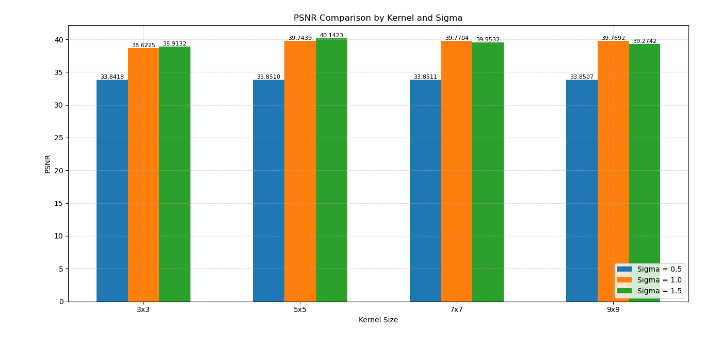 PSNR Comparison by Kernel and Sigma
PSNR
40
35
30
25
20
15
10
5
0
33.8418
38.6225
38.9132
33.8510
39.7439
40.1423
33.8511
39.7704
39.5532
33.8507
39.7692
39.2742
3x3
5x5
7x7
9x9
Kernel Size
Sigma = 0.5
Sigma = 1.0
Sigma = 1.5